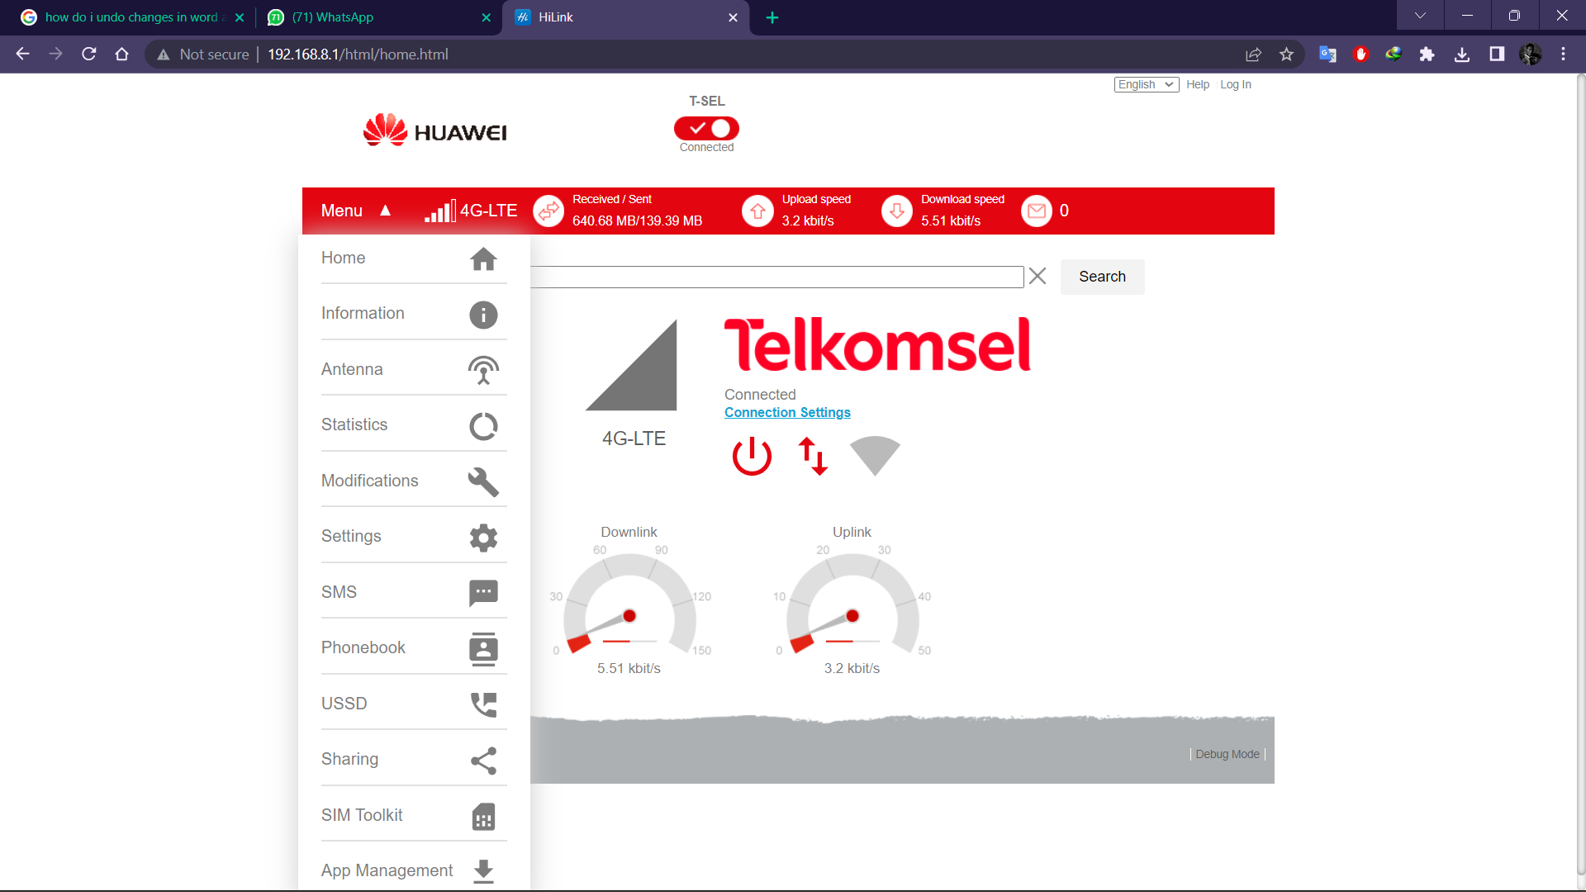 how do i undo changes in word a
(71) WhatsApp
HiLink
Not secure
192.168.8.1/html/home.html
English
Help
Log In
T-SEL
HUAWEI
Connected
Menu
4G-LTE
Received / Sent
640.68 MB/139.39 MB
Upload speed
3.2 kbit/s
Download speed
5.51 kbit/s
0
Home
Information
Antenna
Statistics
Modifications
Settings
SMS
Phonebook
USSD
Sharing
SIM Toolkit
App Management
Search
4G-LTE
Telkomsel
Connected
Connection Settings
Downlink
0
30
60
90
120
150
5.51 kbit/s
Uplink
0
10
20
30
40
50
3.2 kbit/s
| Debug Mode |